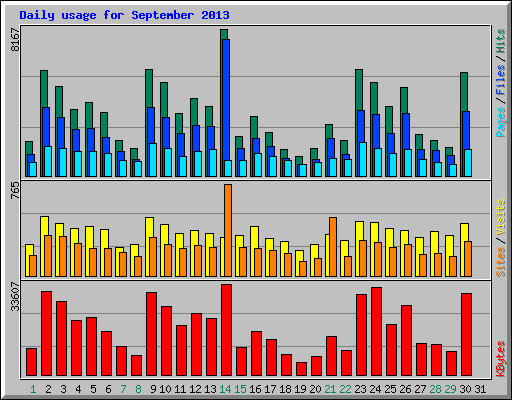 Daily usage for September 2013
8167
Pages / Files / Hits
765
Sites / Visits
33607
KBytes
1 2 3 4 5 6 7 8 9 10 11 12 13 14 15 16 17 18 19 20 21 22 23 24 25 26 27 28 29 30 31